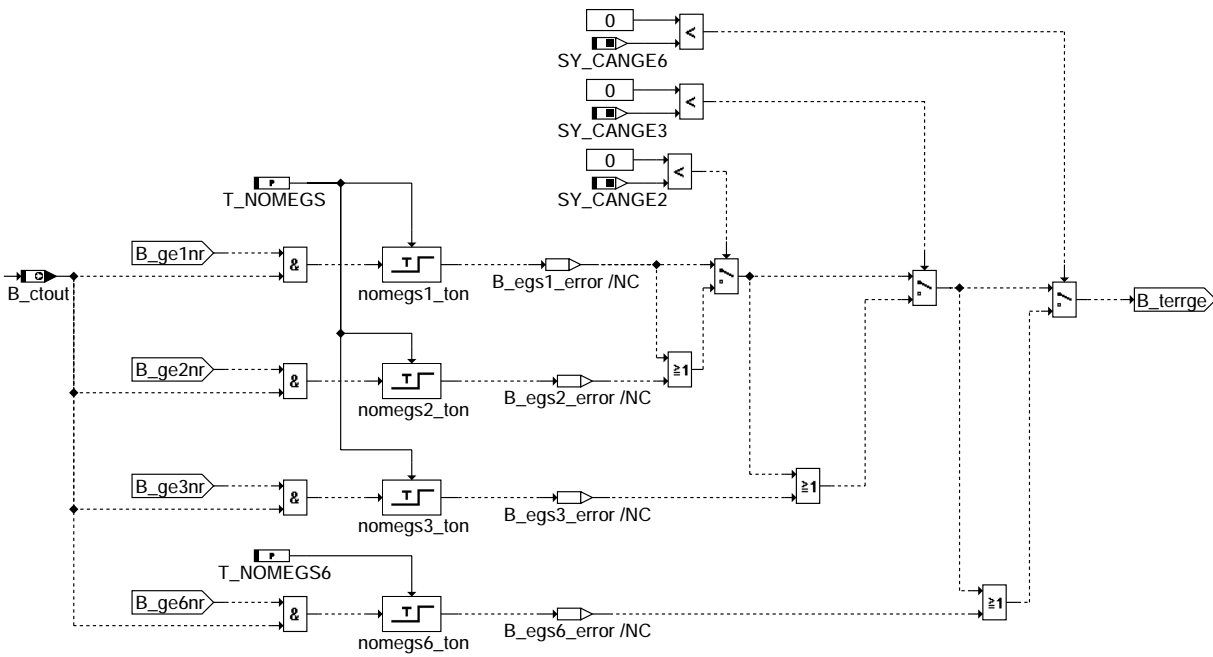 0
<
SY_CANGE6
0
<
SY_CANGE3
0
<
SY_CANGE2
P
T_NOMEGS
B_ge1nr
&
T
nomegs1_ton
B_egs1_error /NC
B_ctout
B_terrge
B_ge2nr
&
T
nomegs2_ton
B_egs2_error /NC
≥1
B_ge3nr
&
T
nomegs3_ton
B_egs3_error /NC
≥1
P
T_NOMEGS6
B_ge6nr
&
T
nomegs6_ton
B_egs6_error /NC
≥1